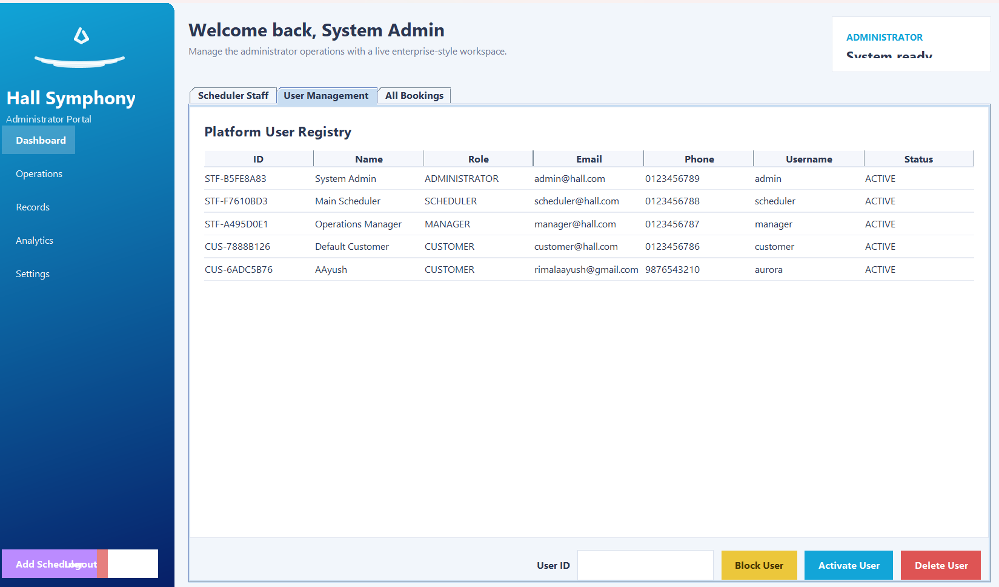 Hall Symphony
Administrator Portal
Dashboard
Operations
Records
Analytics
Settings
Add Scheduler
Logout
Welcome back, System Admin
Manage the administrator operations with a live enterprise-style workspace.
ADMINISTRATOR
System ready
Scheduler Staff User Management All Bookings
Platform User Registry
ID Name Role Email Phone Username Status
STF-B5FE8A83 System Admin ADMINISTRATOR admin@hall.com 0123456789 admin ACTIVE
STF-F7610BD3 Main Scheduler SCHEDULER scheduler@hall.com 0123456788 scheduler ACTIVE
STF-A495D0E1 Operations Manager MANAGER manager@hall.com 0123456787 manager ACTIVE
CUS-7888B126 Default Customer CUSTOMER customer@hall.com 0123456786 customer ACTIVE
CUS-6ADC5B76 AAyush CUSTOMER rimalaayush@gmail.com 9876543210 aurora ACTIVE
User ID Block User Activate User Delete User